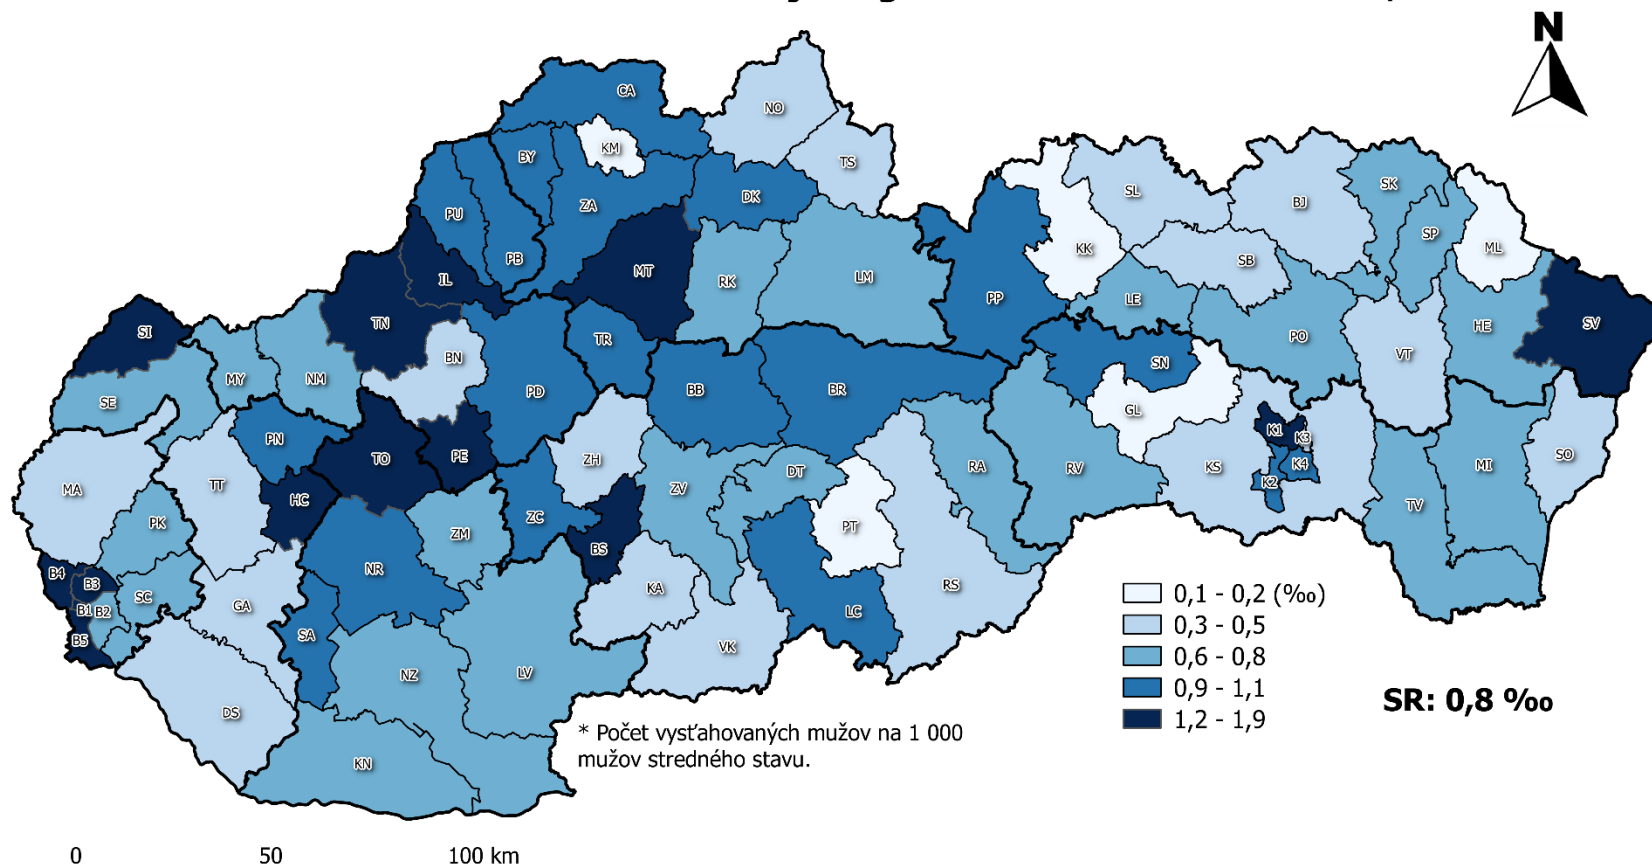 N
CA
NO
KM
BY
TS
DK
ZA
PU
PB
SL
SK
BJ
SP
KK
ML
SB
MT
IL
RK
LM
PP
LE
HE
SV
TN
SI
PO
TR
BN
SN
VT
MY
NM
PD
BB
BR
SE
GL
K1
K3
PN
TO
PE
ZH
RA
RV
KS
K4
MI
SO
DT
MA
TT
HC
ZV
K2
TV
PK
ZC
PT
ZM
BS
B4
B3
NR
RS
KA
SC
B1
B2
GA
SA
LC
B5
VK
NZ
LV
DS
KN
0,1 - 0,2 (‰)
0,3 - 0,5
0,6 - 0,8
0,9 - 1,1
1,2 - 1,9
SR: 0,8 ‰
* Počet vysťahovaných mužov na 1 000
mužov stredného stavu.
0 50 100 km